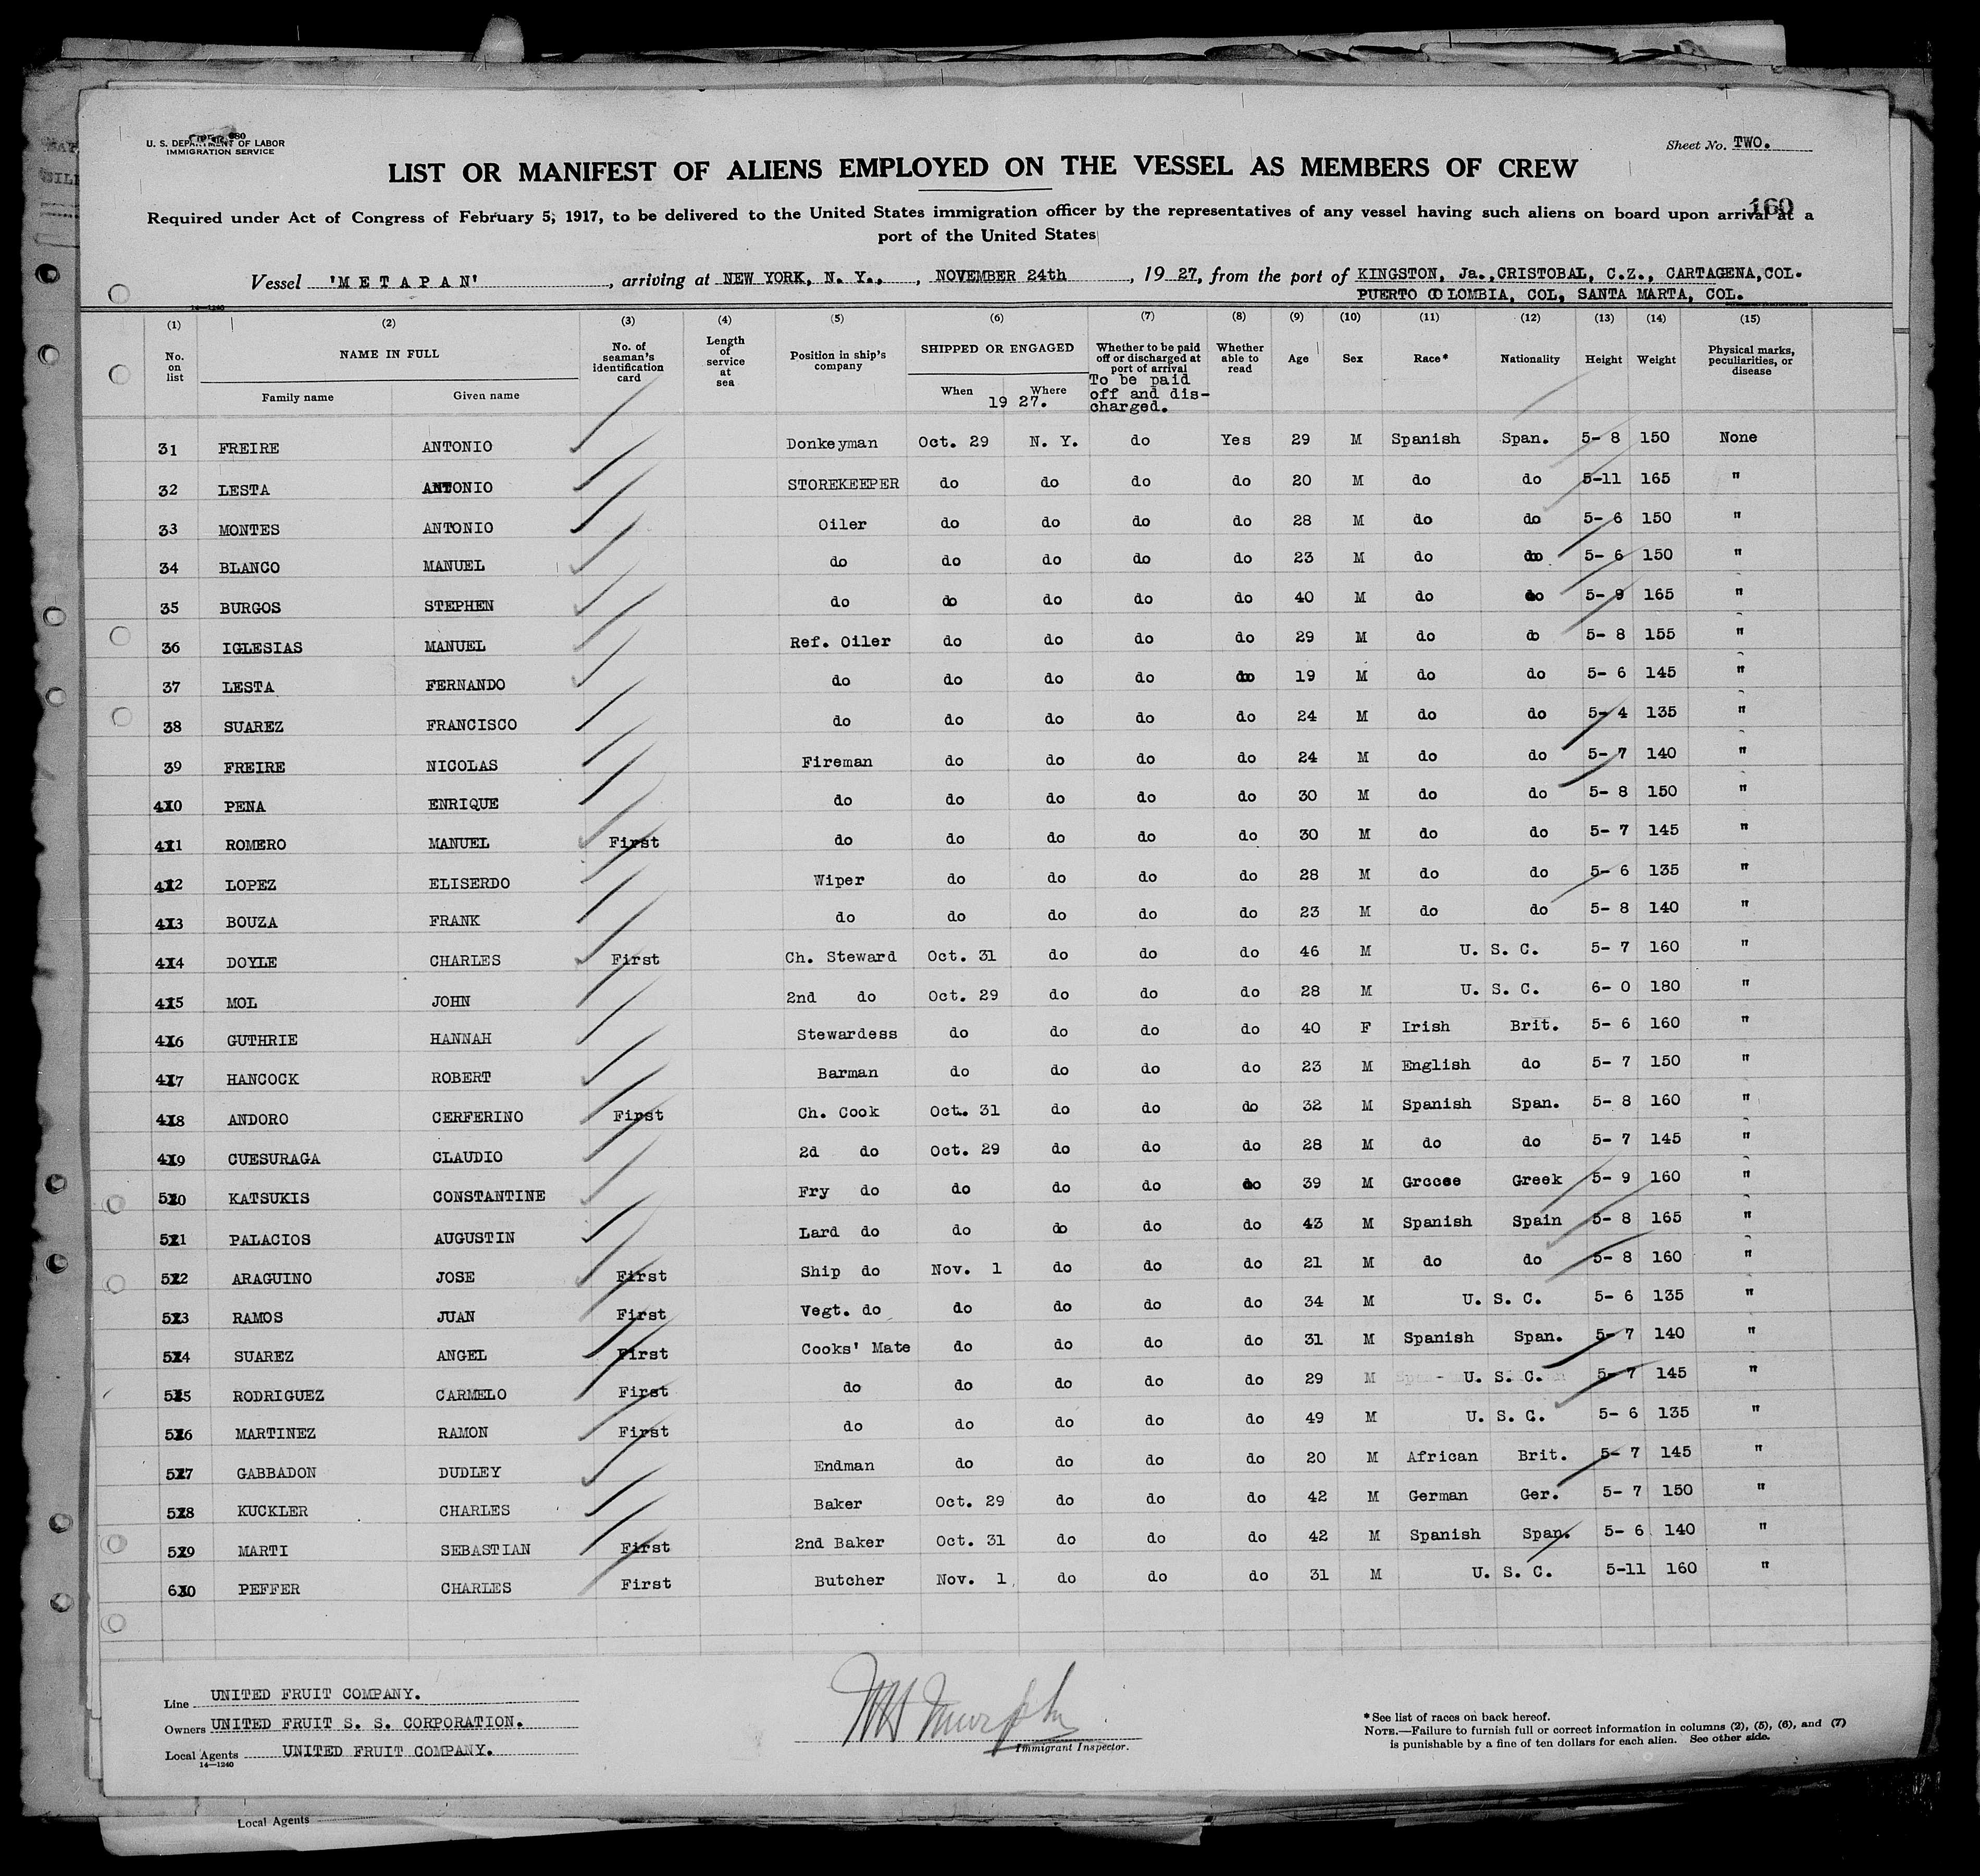 U. S. DEPARTMENT OF LABOR
IMMIGRATION SERVICE
Sheet No. TWO.
LIST OR MANIFEST OF ALIENS EMPLOYED ON THE VESSEL AS MEMBERS OF CREW
160
Required under Act of Congress of February 5, 1917, to be delivered to the United States immigration officer by the representatives of any vessel having such aliens on board upon arrival at a
port of the United States
Vessel 'METAPAN' , arriving at NEW YORK, N. Y., , NOVEMBER 24th , 1927, from the port of KINGSTON, Ja., CRISTOBAL, C.Z., CARTAGENA, COL.
PUERTO COLOMBIA, COL, SANTA MARTA, COL.
(1) (2) (3) (4) (5) (6) (7) (8) (9) (10) (11) (12) (13) (14) (15)
No. on list NAME IN FULL Family name Given name No. of seaman's identification card Length of service at sea Position in ship's company SHIPPED OR ENGAGED When Where 1927. Whether to be paid off or discharged at port of arrival To be paid off and discharged. Whether able to read Age Sex Race* Nationality Height Weight Physical marks, peculiarities, or disease
31 FREIRE ANTONIO Donkeyman Oct. 29 N. Y. do Yes 29 M Spanish Span. 5- 8 150 None
32 LESTA ANTONIO STOREKEEPER do do do do 20 M do do 5-11 165 "
33 MONTES ANTONIO Oiler do do do do 28 M do do 5- 6 150 "
34 BLANCO MANUEL do do do do do 23 M do do 5- 6 150 "
35 BURGOS STEPHEN do do do do do 40 M do do 5- 9 165 "
36 IGLESIAS MANUEL Ref. Oiler do do do do 29 M do do 5- 8 155 "
37 LESTA FERNANDO do do do do do 19 M do do 5- 6 145 "
38 SUAREZ FRANCISCO do do do do do 24 M do do 5- 4 135 "
39 FREIRE NICOLAS Fireman do do do do 24 M do do 5- 7 140 "
40 PENA ENRIQUE do do do do do 30 M do do 5- 8 150 "
41 ROMERO MANUEL First do do do do do 30 M do do 5- 7 145 "
42 LOPEZ ELISERDO Wiper do do do do 28 M do do 5- 6 135 "
43 BOUZA FRANK do do do do do 23 M do do 5- 8 140 "
44 DOYLE CHARLES First Ch. Steward Oct. 31 do do do 46 M U. S. C. 5- 7 160 "
45 MOL JOHN 2nd do Oct. 29 do do do 28 M U. S. C. 6- 0 180 "
46 GUTHRIE HANNAH Stewardess do do do do 40 F Irish Brit. 5- 6 160 "
47 HANCOCK ROBERT Barman do do do do 23 M English do 5- 7 150 "
48 ANDORO CERFERINO First Ch. Cook Oct. 31 do do do 32 M Spanish Span. 5- 8 160 "
49 CUESURAGA CLAUDIO 2d do Oct. 29 do do do 28 M do do 5- 7 145 "
50 KATSUKIS CONSTANTINE Fry do do do do do 39 M Grocee Greek 5- 9 160 "
51 PALACIOS AUGUSTIN Lard do do do do do 43 M Spanish Spain 5- 8 165 "
52 ARAGUINO JOSE First Ship do Nov. 1 do do do 21 M do do 5- 8 160 "
53 RAMOS JUAN First Vegt. do do do do do 34 M U. S. C. 5- 6 135 "
54 SUAREZ ANGEL First Cooks' Mate do do do do 31 M Spanish Span. 5- 7 140 "
55 RODRIGUEZ CARMELO First do do do do do 29 M U. S. C. 5- 7 145 "
56 MARTINEZ RAMON First do do do do do 49 M U. S. C. 5- 6 135 "
57 GABBADON DUDLEY Endman do do do do 20 M African Brit. 5- 7 145 "
58 KUCKLER CHARLES Baker Oct. 29 do do do 42 M German Ger. 5- 7 150 "
59 MARTI SEBASTIAN First 2nd Baker Oct. 31 do do do 42 M Spanish Span. 5- 6 140 "
60 PEFFER CHARLES First Butcher Nov. 1 do do do 31 M U. S. C. 5-11 160 "
Line UNITED FRUIT COMPANY.
Owners UNITED FRUIT S. S. CORPORATION.
Local Agents UNITED FRUIT COMPANY.
14—1240
Murphy
Immigrant Inspector.
*See list of races on back hereof.
NOTE.—Failure to furnish full or correct information in columns (2), (5), (6), and (7)
is punishable by a fine of ten dollars for each alien. See other side.
Local Agents